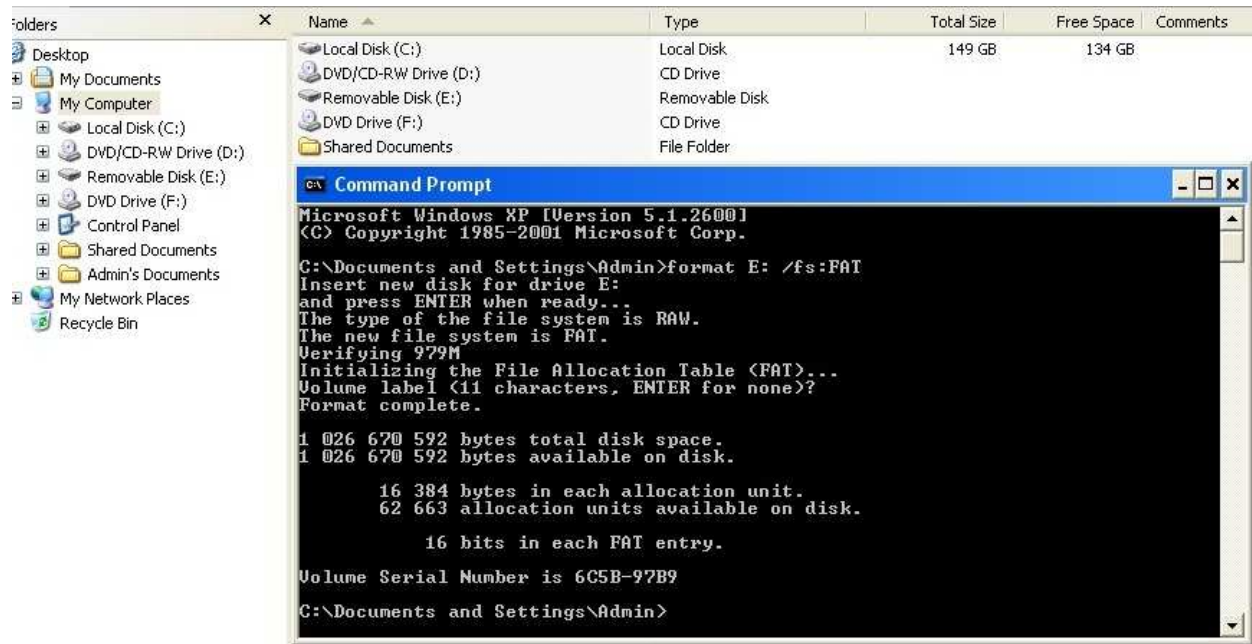 Folders
Desktop
My Documents
My Computer
Local Disk (C:)
DVD/CD-RW Drive (D:)
Removable Disk (E:)
DVD Drive (F:)
Control Panel
Shared Documents
Admin's Documents
My Network Places
Recycle Bin
Name Type Total Size Free Space Comments
Local Disk (C:) Local Disk 149 GB 134 GB
DVD/CD-RW Drive (D:) CD Drive
Removable Disk (E:) Removable Disk
DVD Drive (F:) CD Drive
Shared Documents File Folder
Command Prompt
Microsoft Windows XP [Version 5.1.2600]
(C) Copyright 1985-2001 Microsoft Corp.
C:\Documents and Settings\Admin>format E: /fs:FAT
Insert new disk for drive E:
and press ENTER when ready...
The type of the file system is RAW.
The new file system is FAT.
Verifying 979M
Initializing the File Allocation Table (FAT)...
Volume label (11 characters, ENTER for none)?
Format complete.
1 026 670 592 bytes total disk space.
1 026 670 592 bytes available on disk.
16 384 bytes in each allocation unit.
62 663 allocation units available on disk.
16 bits in each FAT entry.
Volume Serial Number is 6C5B-97B9
C:\Documents and Settings\Admin>